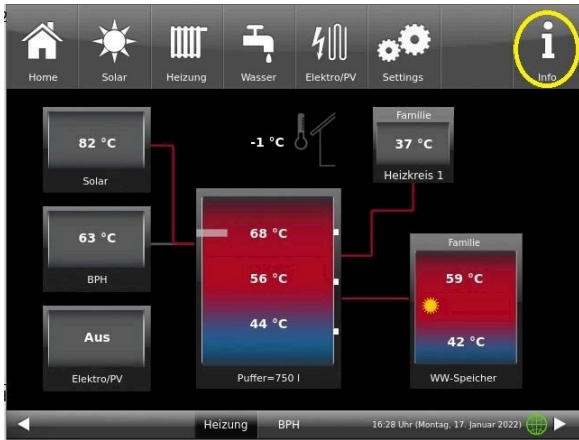 Home
Solar
Heizung
Wasser
Elektro/PV
Settings
i
Info
82 °C
Solar
-1 °C
Familie
37 °C
Heizkreis 1
63 °C
BPH
68 °C
56 °C
44 °C
Puffer=750 l
Familie
59 °C
42 °C
WW-Speicher
Aus
Elektro/PV
Heizung BPH 16:28 Uhr (Montag, 17. Januar 2022)